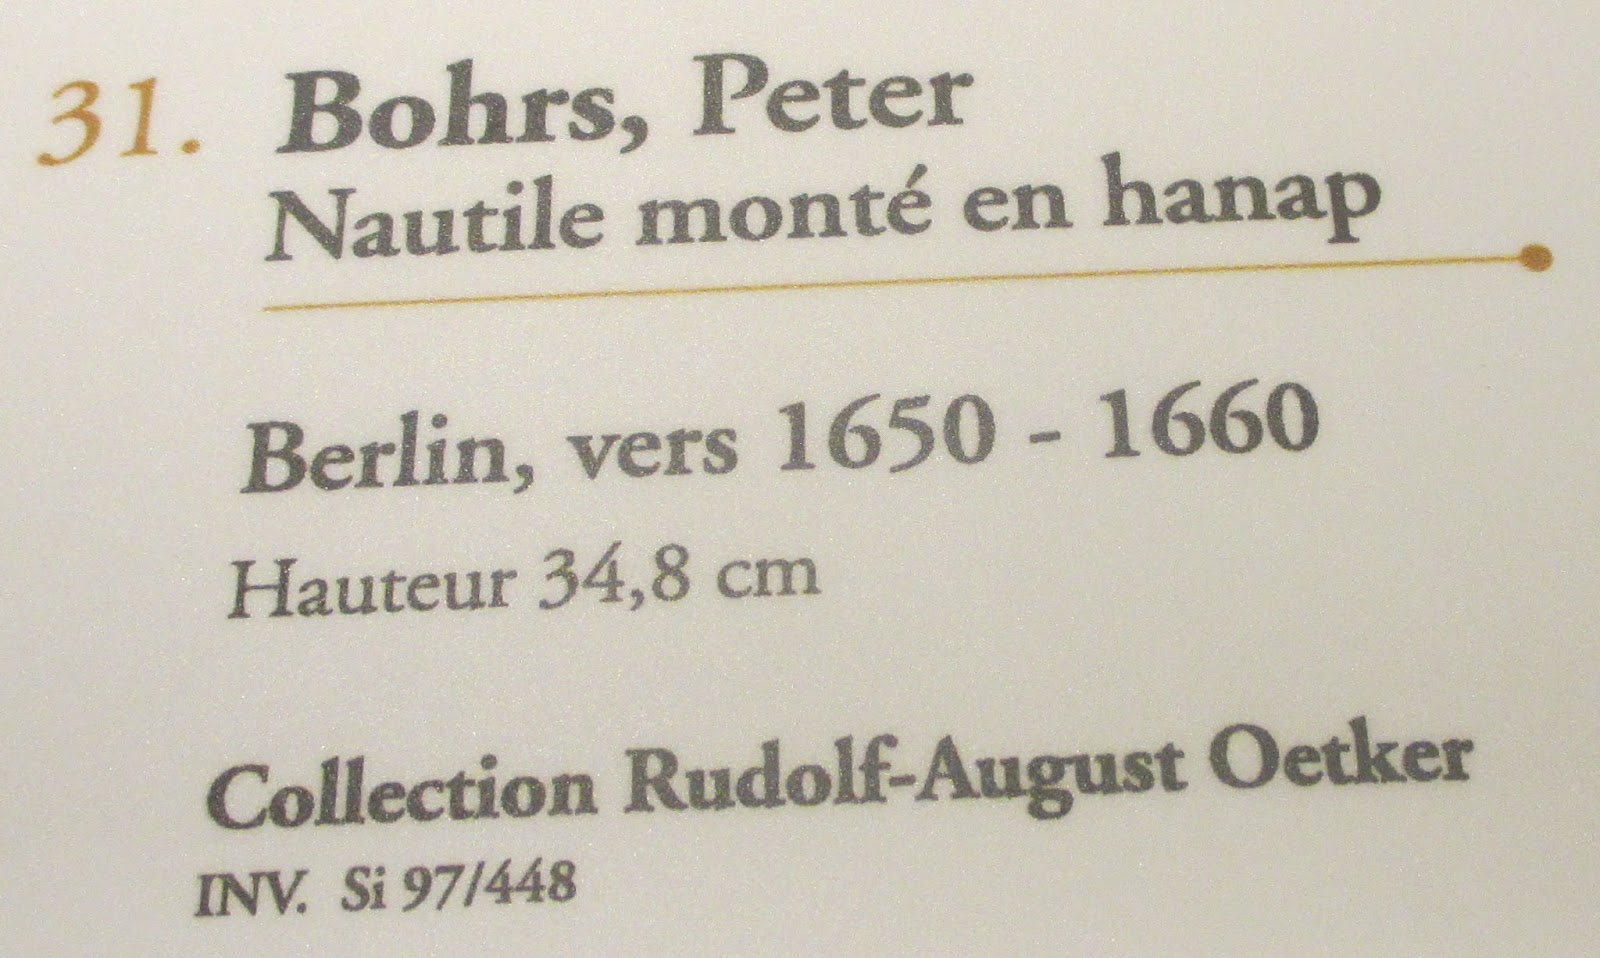 31. Bohrs, Peter
Nautile monté en hanap
Berlin, vers 1650 - 1660
Hauteur 34,8 cm
Collection Rudolf-August Oetker
INV. Si 97/448